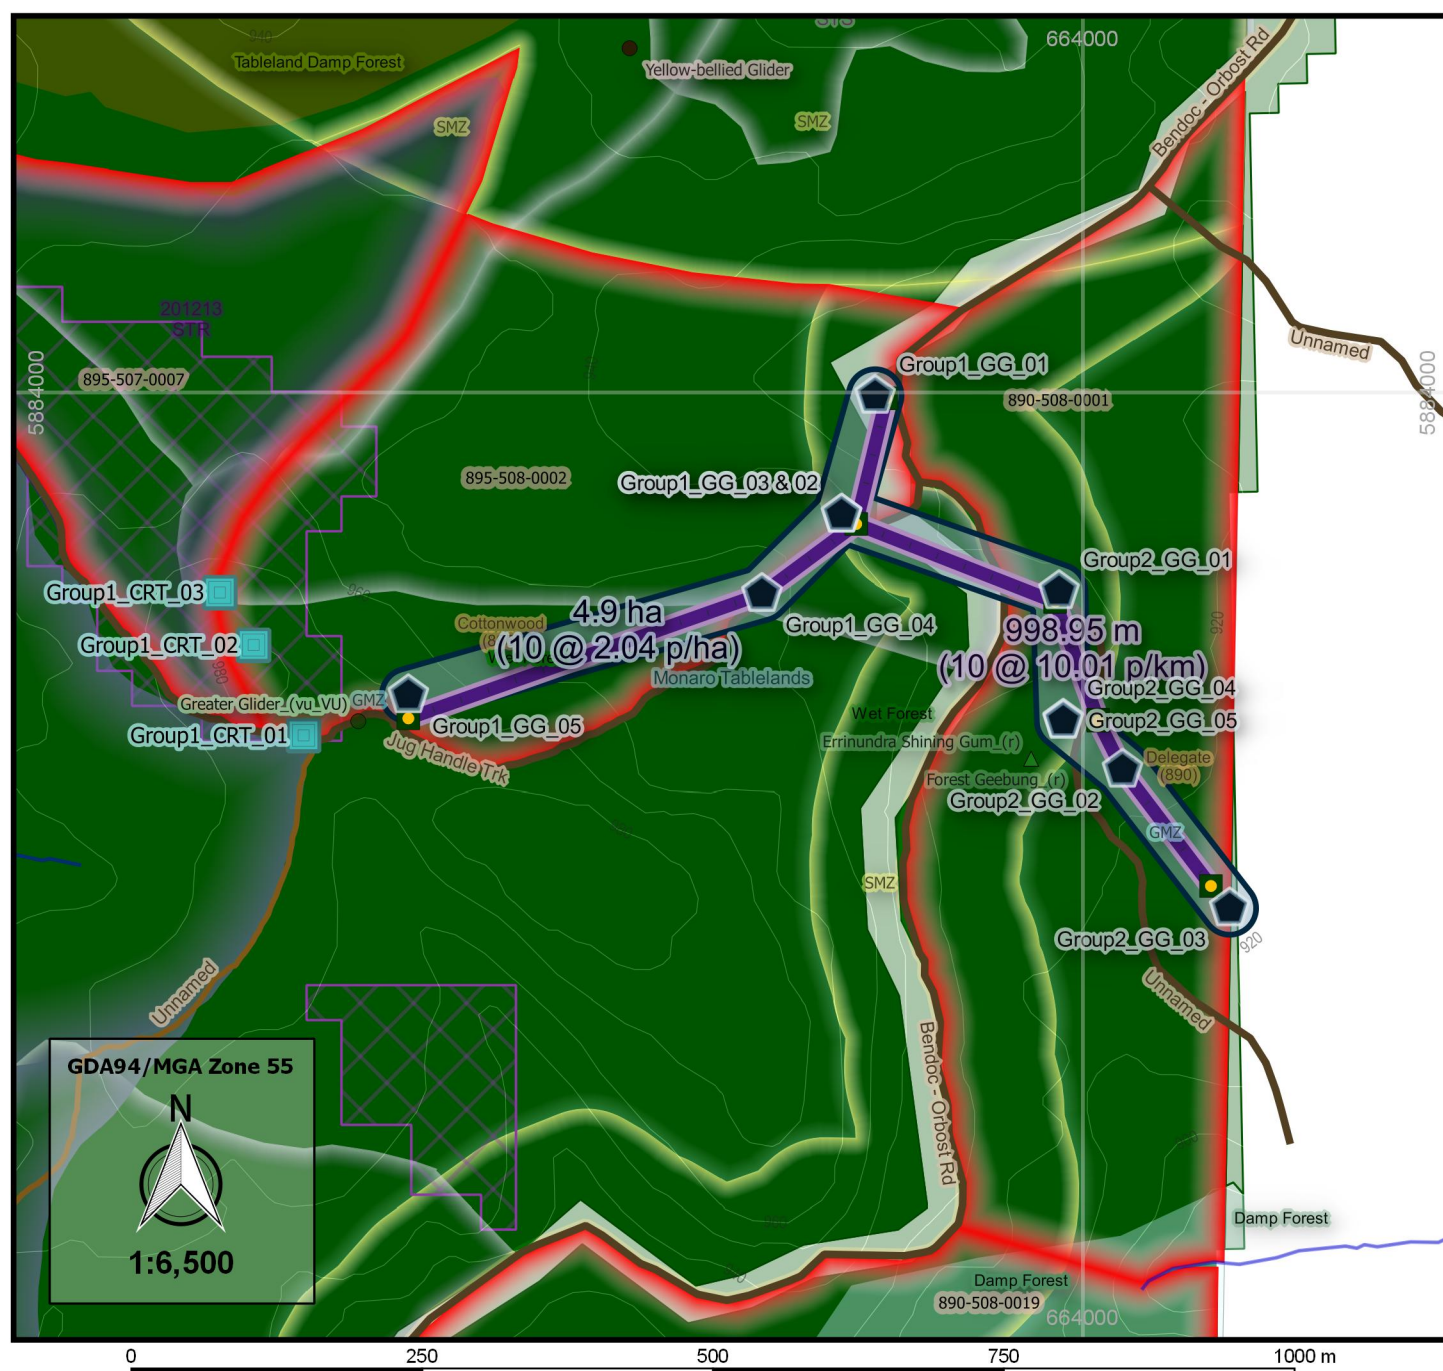 STS
664000
Bendoc - Orbost Rd
940
Tableland Damp Forest
Yellow-bellied Glider
SMZ
SMZ
201213
STR
Unnamed
5884000
895-507-0007
5884000
Group1_GG_01
890-508-0001
895-508-0002
Group1_GG_03 & 02
Group2_GG_01
Group1_CRT_03
960
Cottonwood
4.9 ha
Group1_GG_04
920
998.95 m
Group1_CRT_02
(10 @ 2.04 p/ha)
(10 @ 10.01 p/km)
980
Monaro Tablelands
Group2_GG_04
Greater Glider_(vu_VU)
GMZ
Wet Forest
Group2_GG_05
Group1_CRT_01
Group1_GG_05
Jug Handle Trk
Errinundra Shining Gum_(r)
Delegate
(890)
Forest Geebung_(r)
Group2_GG_02
GMZ
SMZ
Group2_GG_03
920
Unnamed
Unnamed
Bendoc - Orbost Rd
GDA94/MGA Zone 55
N
1:6,500
Damp Forest
Damp Forest
890-508-0019
664000
0 250 500 750 1000 m